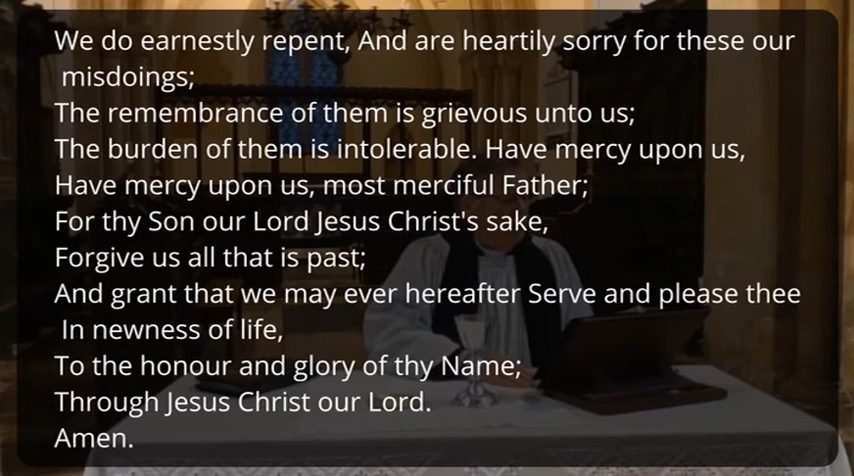 We do earnestly repent, And are heartily sorry for these our
misdoings;
The remembrance of them is grievous unto us;
The burden of them is intolerable. Have mercy upon us,
Have mercy upon us, most merciful Father;
For thy Son our Lord Jesus Christ's sake,
Forgive us all that is past;
And grant that we may ever hereafter Serve and please thee
In newness of life,
To the honour and glory of thy Name;
Through Jesus Christ our Lord.
Amen.